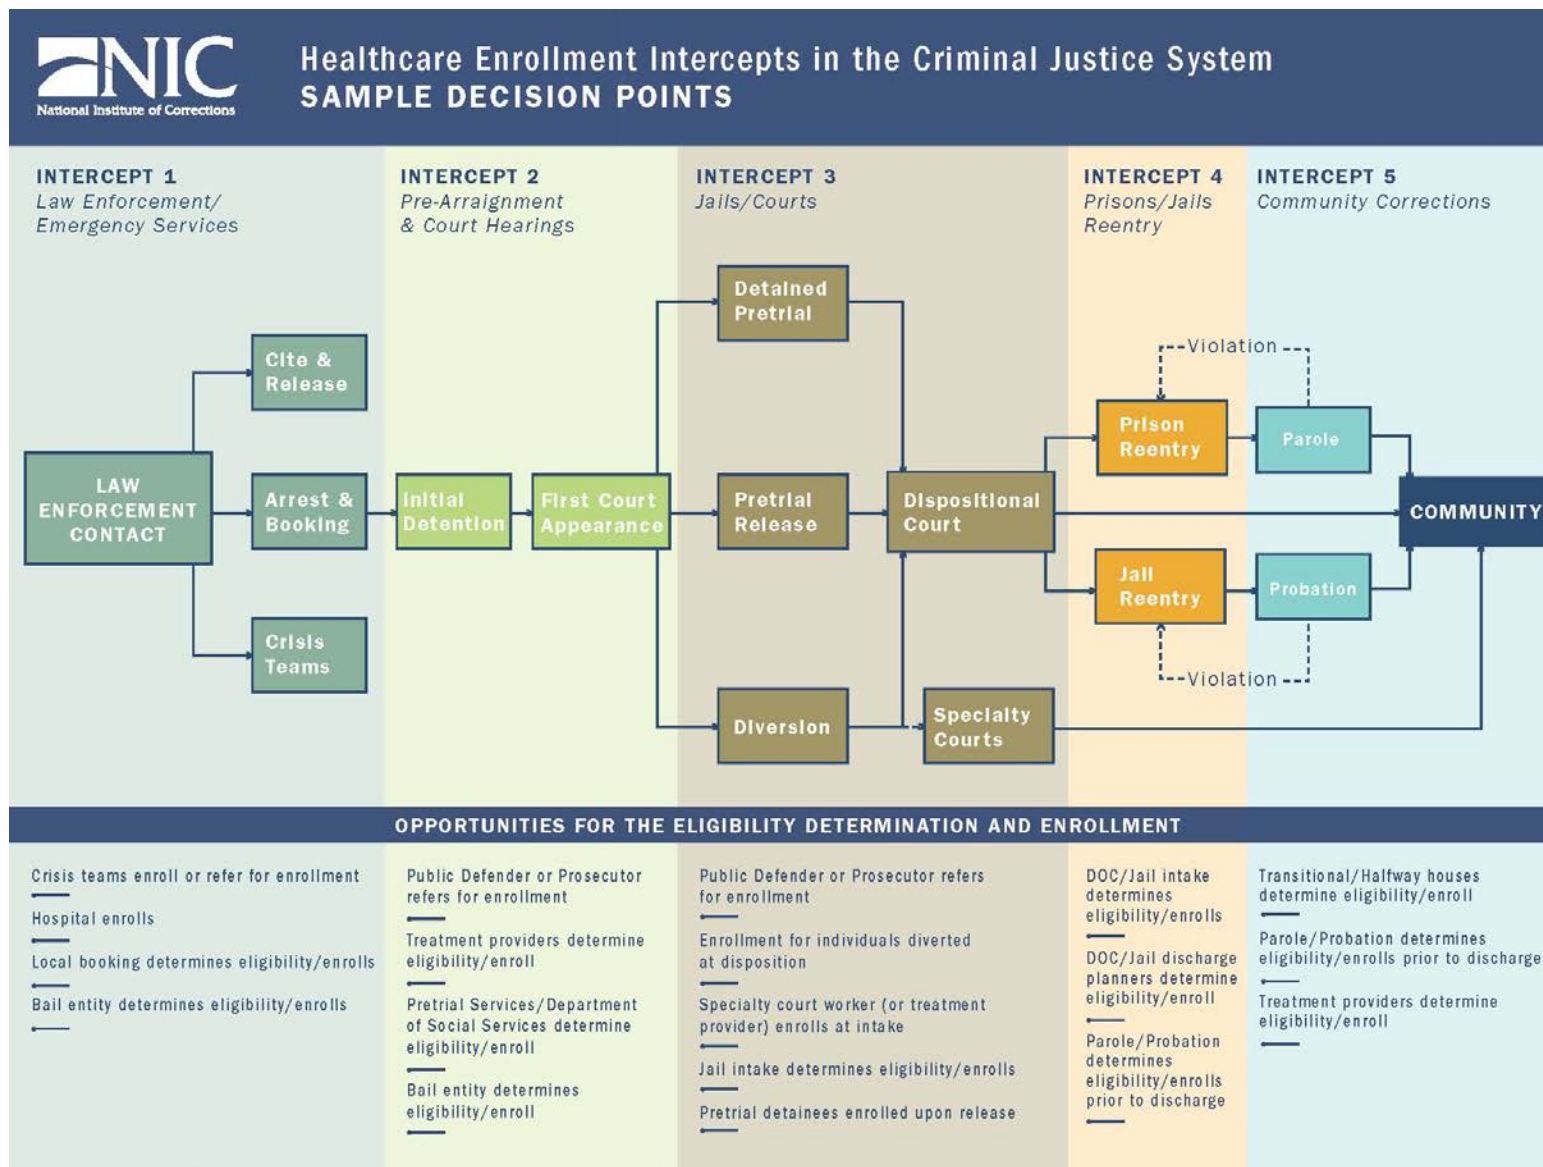 NIC
National Institute of Corrections
Healthcare Enrollment Intercepts in the Criminal Justice System
SAMPLE DECISION POINTS
INTERCEPT 1
Law Enforcement/
Emergency Services
INTERCEPT 2
Pre-Arraignment
& Court Hearings
INTERCEPT 3
Jails/Courts
INTERCEPT 4
Prisons/Jails
Reentry
INTERCEPT 5
Community Corrections
LAW
ENFORCEMENT
CONTACT
Cite &
Release
Arrest &
Booking
Crisis
Teams
Initial
Detention
First Court
Appearance
Detained
Pretrial
Pretrial
Release
Diversion
Dispositional
Court
Specialty
Courts
Violation
Prison
Reentry
Parole
Jail
Reentry
Probation
Violation
COMMUNITY
OPPORTUNITIES FOR THE ELIGIBILITY DETERMINATION AND ENROLLMENT
Crisis teams enroll or refer for enrollment
Hospital enrolls
Local booking determines eligibility/enrolls
Bail entity determines eligibility/enrolls
Public Defender or Prosecutor
refers for enrollment
Treatment providers determine
eligibility/enroll
Pretrial Services/Department
of Social Services determine
eligibility/enroll
Bail entity determines
eligibility/enroll
Public Defender or Prosecutor refers
for enrollment
Enrollment for individuals diverted
at disposition
Specialty court worker (or treatment
provider) enrolls at intake
Jail intake determines eligibility/enrolls
Pretrial detainees enrolled upon release
DOC/Jail intake
determines
eligibility/enrolls
DOC/Jail discharge
planners determine
eligibility/enroll
Parole/Probation
determines
eligibility/enrolls
prior to discharge
Transitional/Halfway houses
determine eligibility/enroll
Parole/Probation determines
eligibility/enrolls prior to discharge
Treatment providers determine
eligibility/enroll